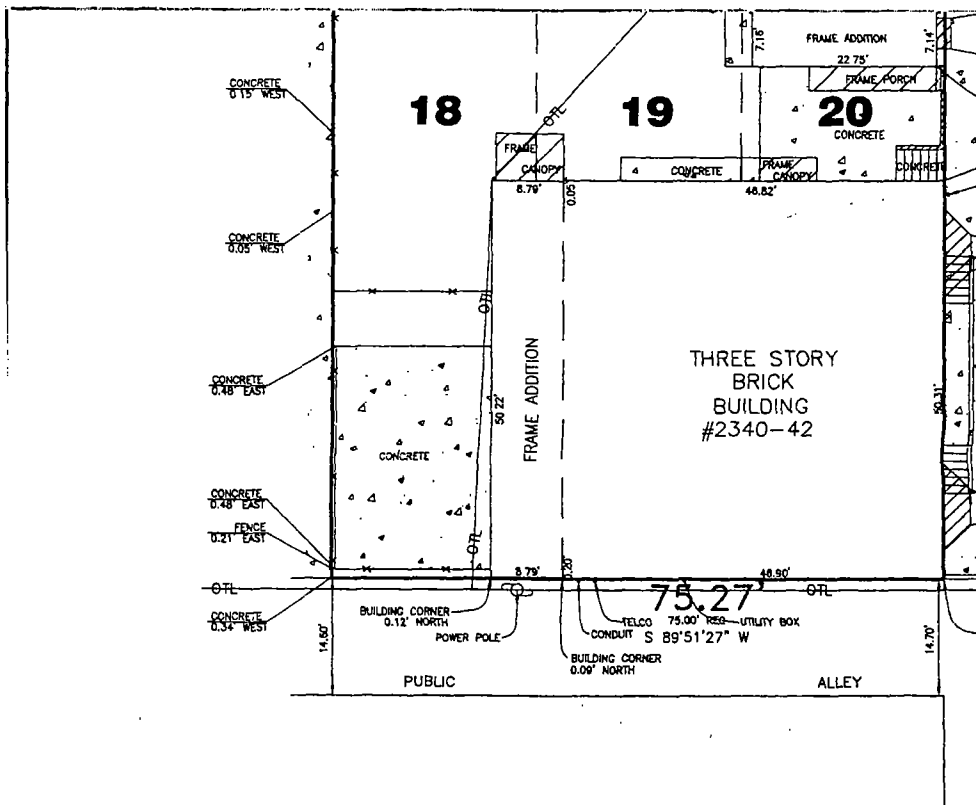 FRAME ADDITION
7.16'
7.14'
22 75'
FRAME PORCH
CONCRETE
0.15' WEST
18
19
20
OTL
CONCRETE
FRAME
CANOPY
CONCRETE
FRAME
CANOPY
CONCRETE
8.79'
0.05'
46.82'
CONCRETE
0.05' WEST
OTL
FRAME ADDITION
THREE STORY
BRICK
BUILDING
#2340-42
50 22'
50.31'
CONCRETE
0.48' EAST
CONCRETE
CONCRETE
0.48' EAST
FENCE
0.21' EAST
OTL
8 79'
0.20'
46.90'
OTL
75.27
OTL
CONCRETE
0.34' WEST
BUILDING CORNER
0.12' NORTH
TELCO
75.00' REC
UTILITY BOX
POWER POLE
CONDUIT
S 89°51'27" W
14.60'
14.70'
BUILDING CORNER
0.09' NORTH
PUBLIC
ALLEY